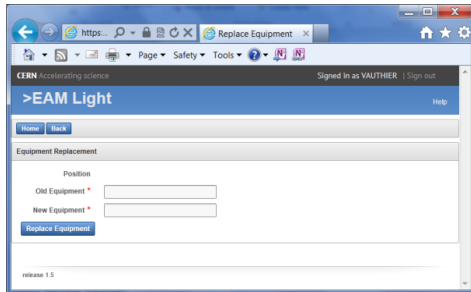 https...
Replace Equipment
Page Safety Tools
CERN Accelerating science
Signed in as VAUTHIER | Sign out
>EAM Light
Help
Home Back
Equipment Replacement
Position
Old Equipment *
New Equipment *
Replace Equipment
release 1.5